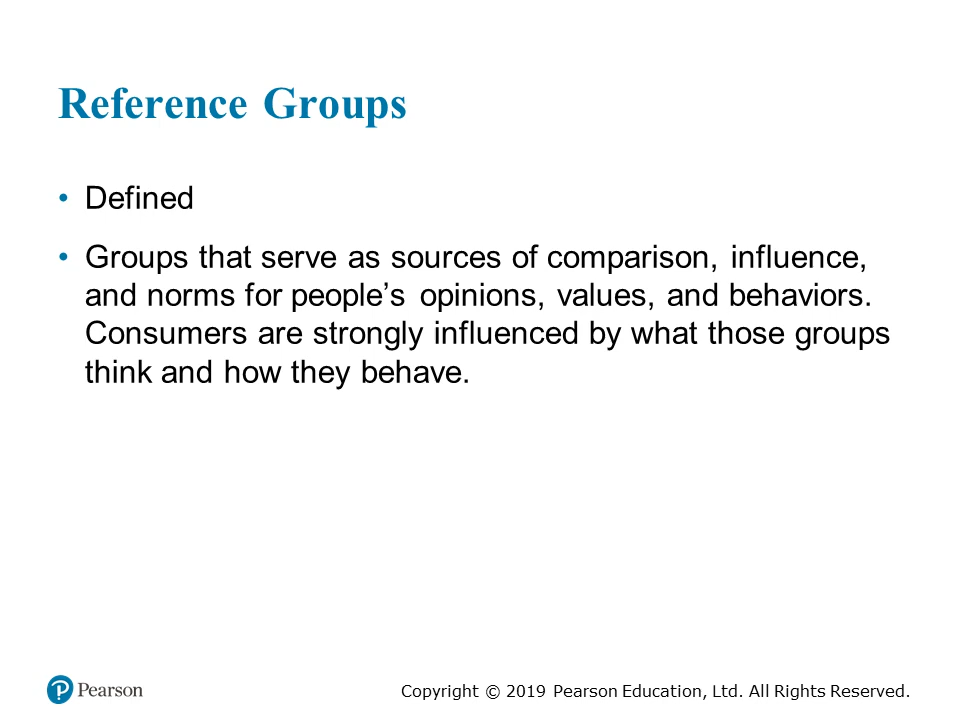 Reference Groups
• Defined
• Groups that serve as sources of comparison, influence,
and norms for people’s opinions, values, and behaviors.
Consumers are strongly influenced by what those groups
think and how they behave.
Pearson
Copyright © 2019 Pearson Education, Ltd. All Rights Reserved.